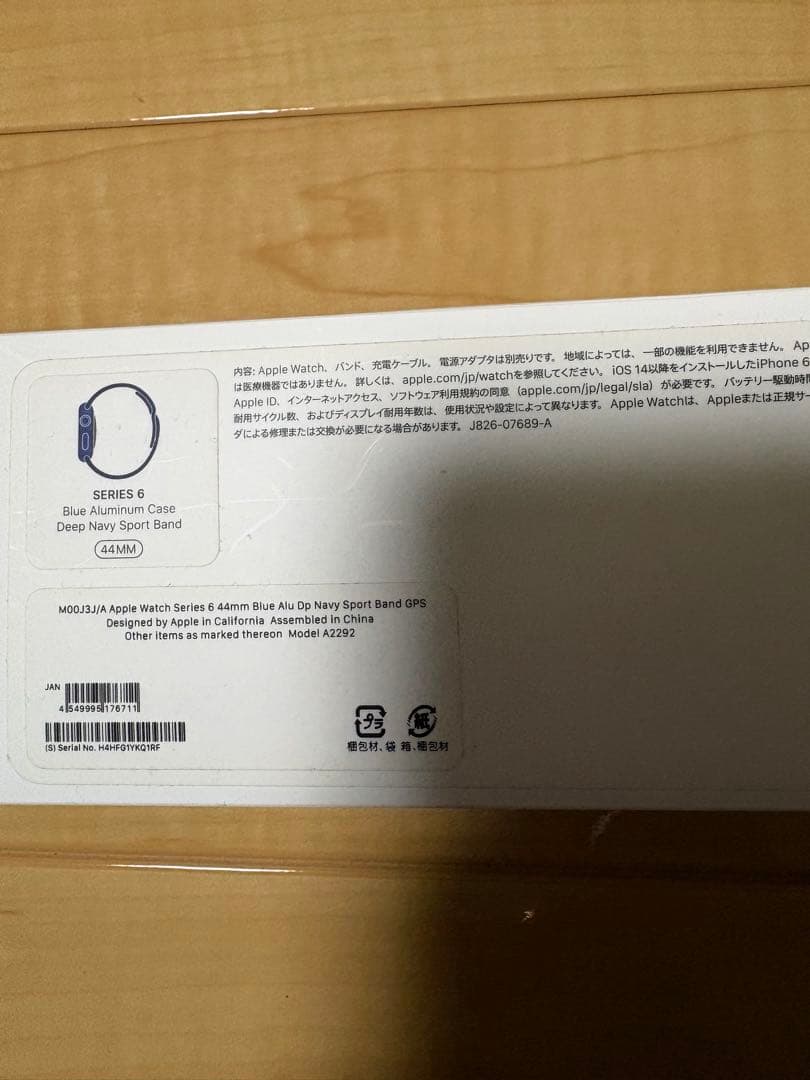 内容: Apple Watch、バンド、充電ケーブル。電源アダプタは別売りです。地域によっては、一部の機能を利用できません。 Ap
は医療機器ではありません。詳しくは、apple.com/jp/watchを参照してください。iOS 14以降をインストールしたiPhone 6
Apple ID、インターネットアクセス、ソフトウェア利用規約の同意（apple.com/jp/legal/sla）が必要です。バッテリー駆動時間
耐用サイクル数、およびディスプレイ耐用年数は、使用状況や設定によって異なります。Apple Watchは、Appleまたは正規サー
ダによる修理または交換が必要になる場合があります。J826-07689-A
SERIES 6
Blue Aluminum Case
Deep Navy Sport Band
44MM
M00J3J/A Apple Watch Series 6 44mm Blue Alu Dp Navy Sport Band GPS
Designed by Apple in California Assembled in China
Other items as marked thereon Model A2292
JAN
4 549995 176711
(S) Serial No. H4HFG1YKQ1RF
プラ 紙
梱包材、袋 箱、梱包材